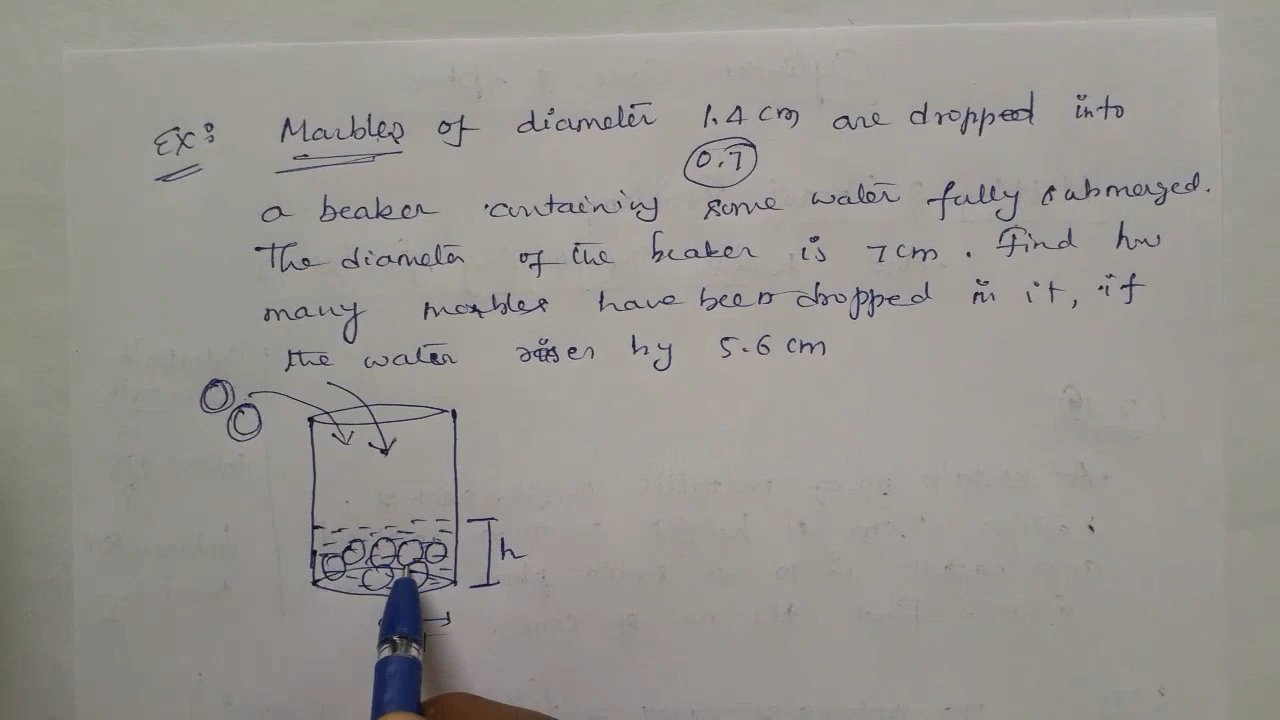 Ex: Marbles of diameter 1.4 cm are dropped into
0.7
a beaker containing some water fully submerged.
The diameter of the beaker is 7cm. Find how
many marbles have been dropped in it, if
the water rises by 5.6 cm
h